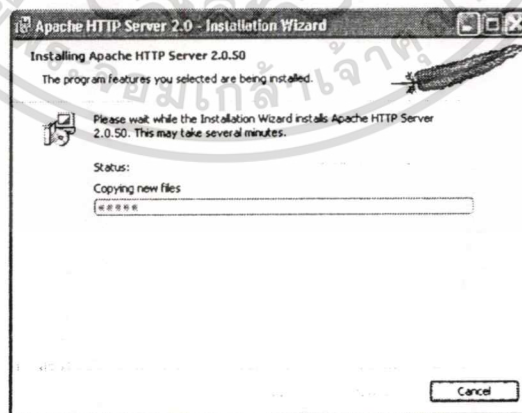 Apache HTTP Server 2.0 - Installation Wizard
Installing Apache HTTP Server 2.0.50
The program features you selected are being installed.
Please wait while the Installation Wizard installs Apache HTTP Server
2.0.50. This may take several minutes.
Status:
Copying new files
Cancel